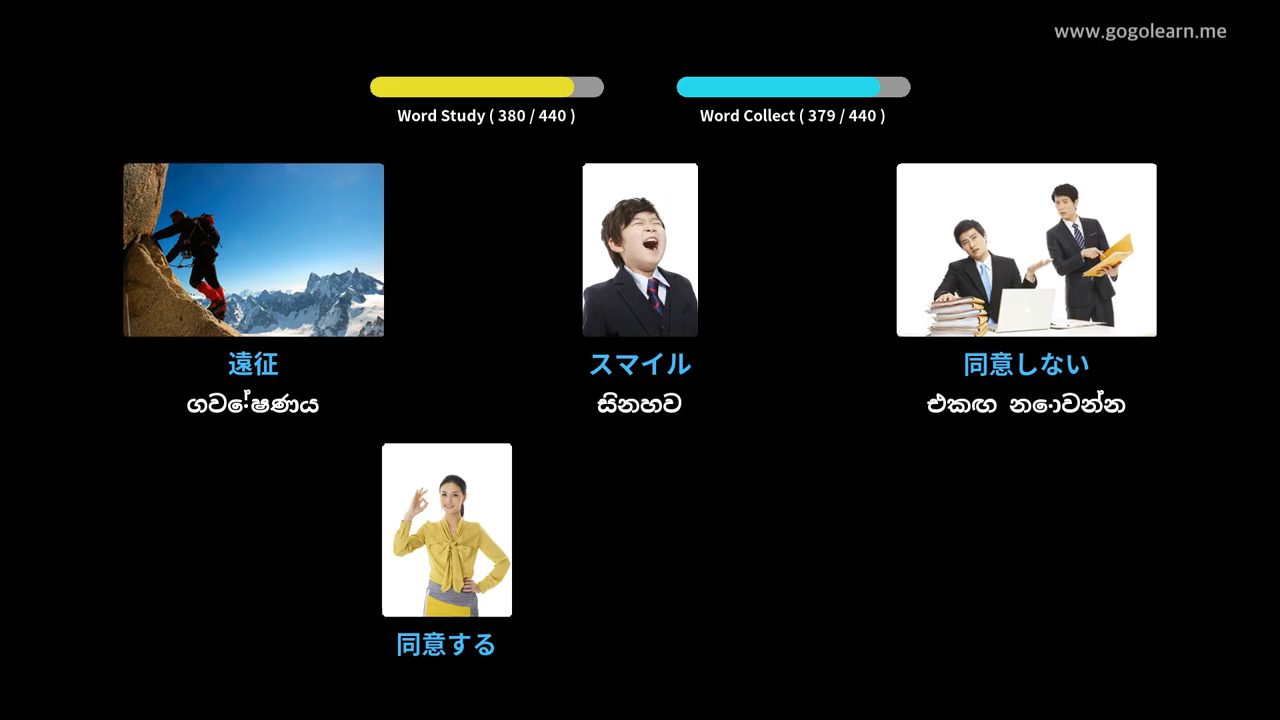 www.gogolearn.me
Word Study ( 380 / 440 )
Word Collect ( 379 / 440 )
遠征
ගවේෂණය
スマイル
සිනහව
同意しない
එකඟ නොවන්න
同意する